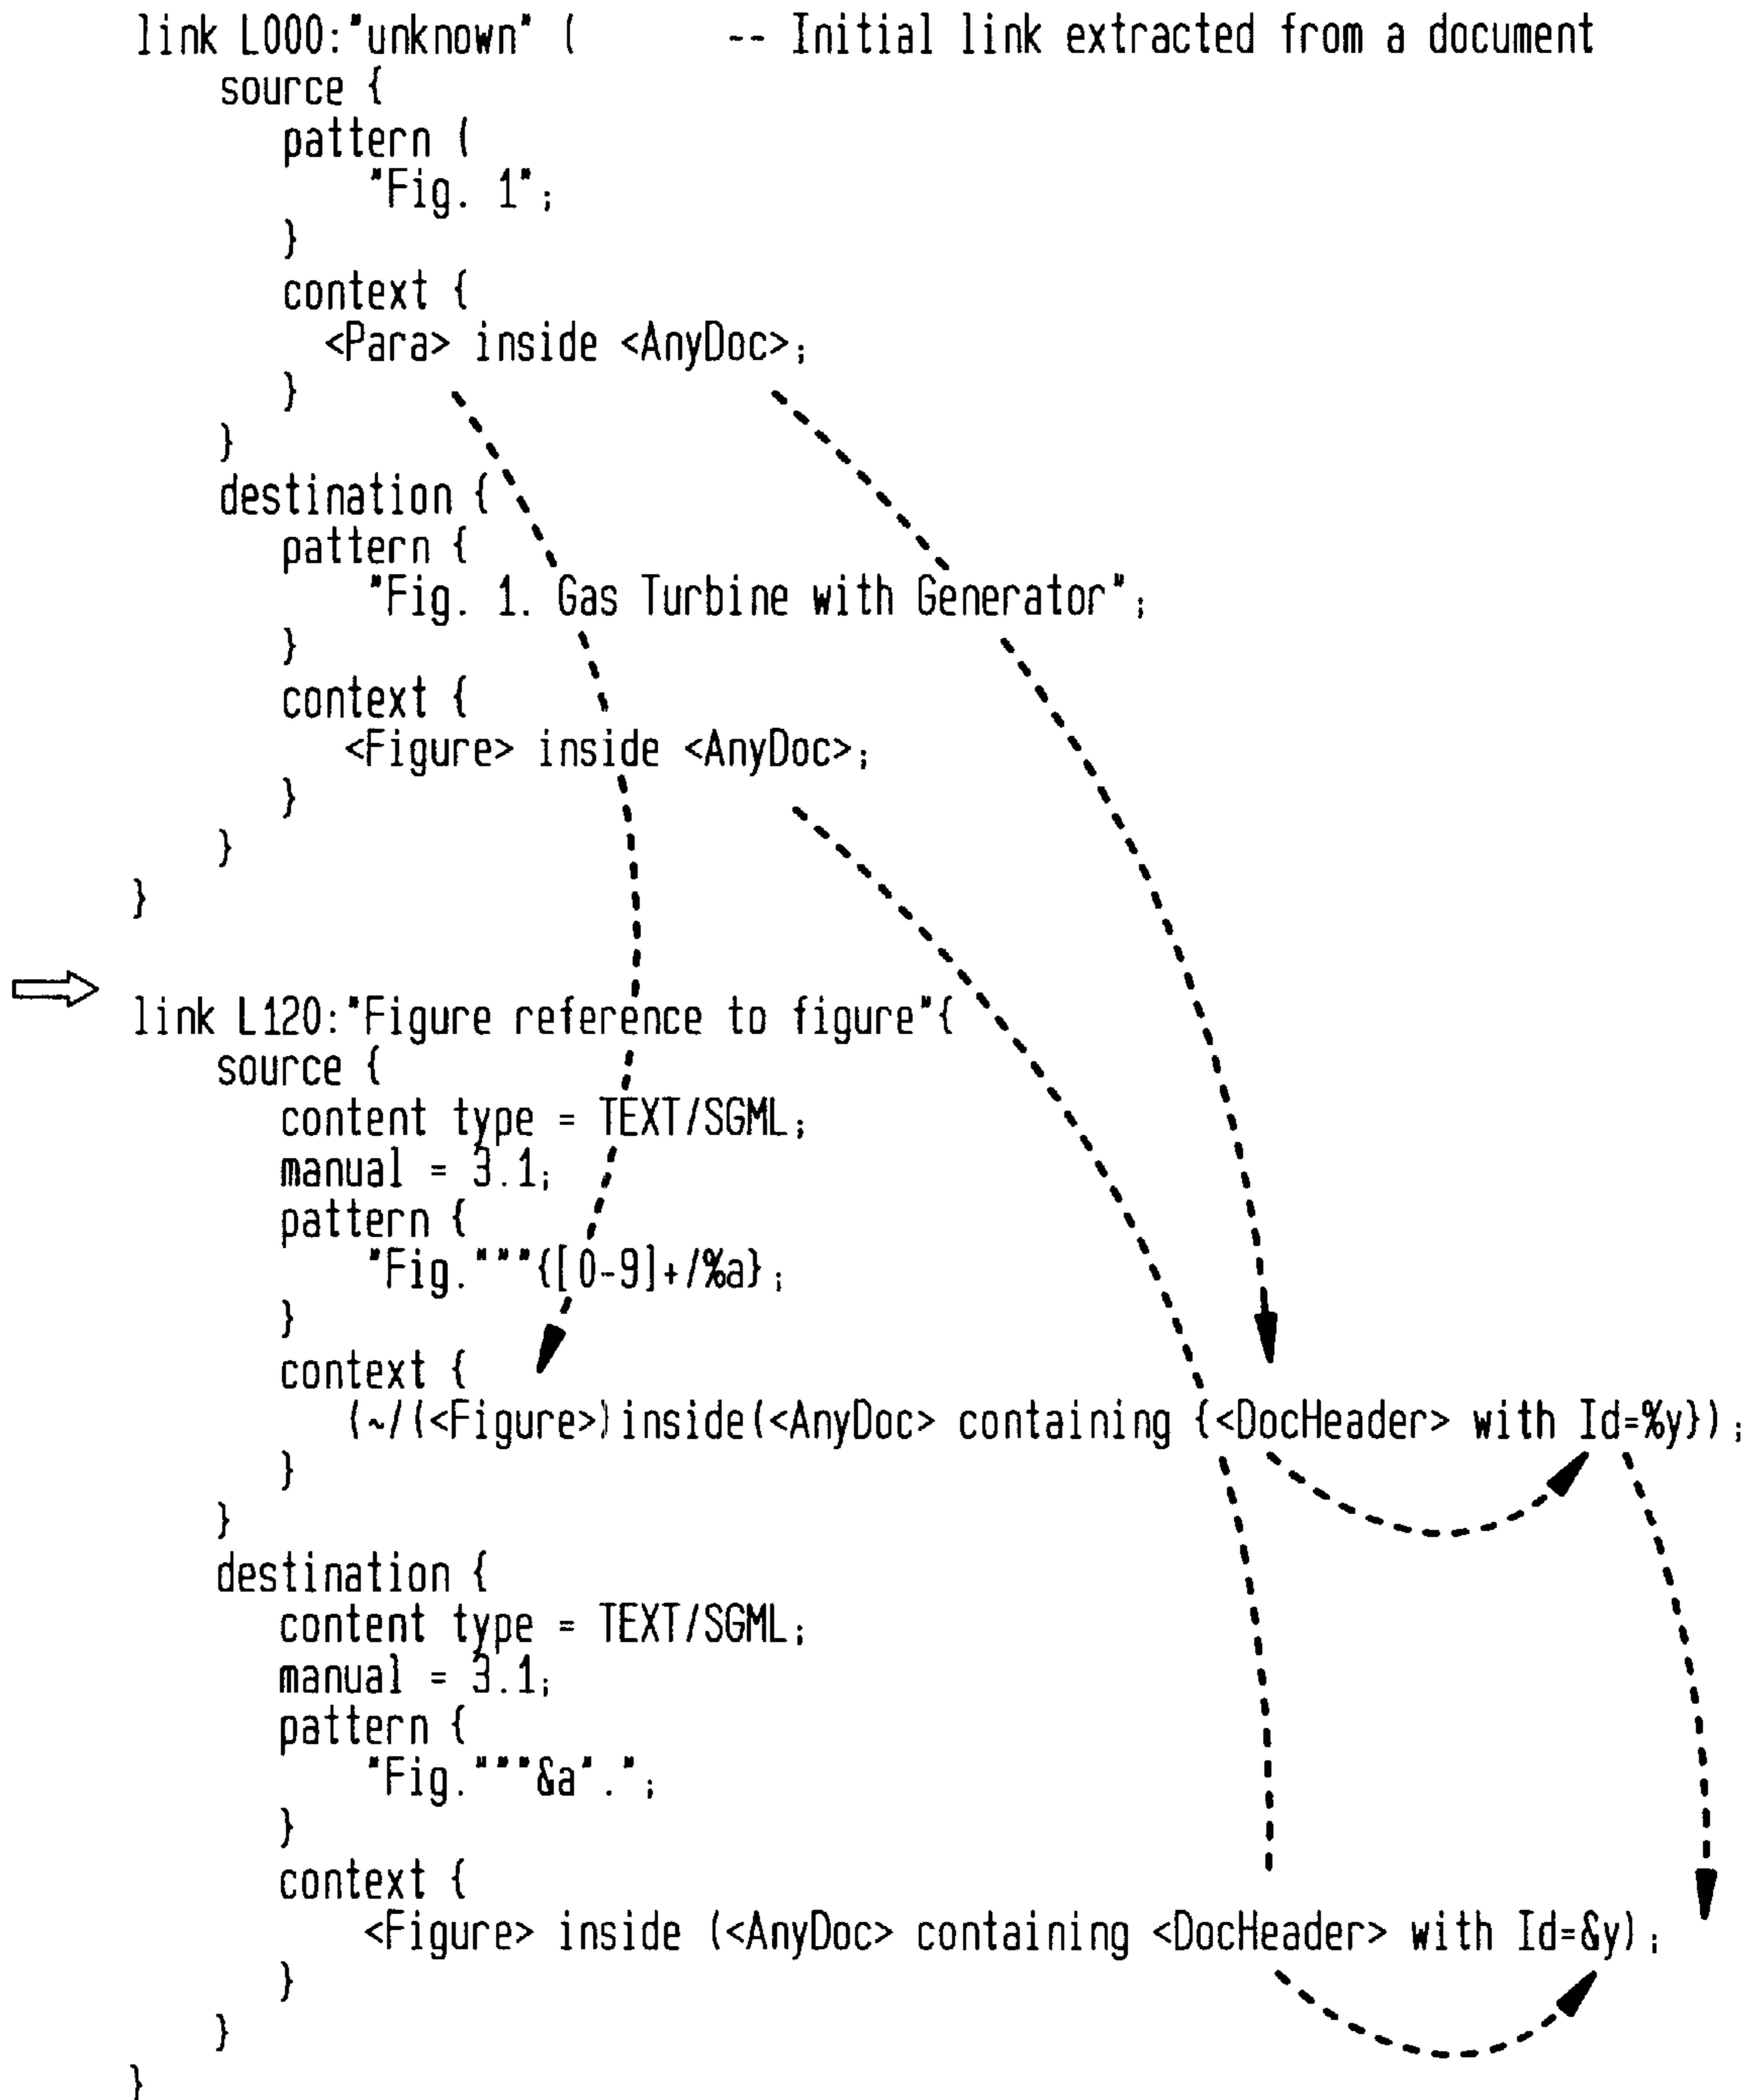 link L000:"unknown" (        -- Initial link extracted from a document
source {
pattern (
"Fig. 1";
}
context {
<Para> inside <AnyDoc>;
}
}
destination {
pattern {
"Fig. 1. Gas Turbine with Generator";
}
context {
<Figure> inside <AnyDoc>;
}
}
}
link L120:"Figure reference to figure"{
source {
content type = TEXT/SGML;
manual = 3.1;
pattern {
"Fig."""{[0-9]+/%a};
}
context {
(~/(<Figure>)inside(<AnyDoc> containing {<DocHeader> with Id=%y});
}
}
destination {
content type = TEXT/SGML;
manual = 3.1;
pattern {
"Fig."""&a".";
}
context {
<Figure> inside (<AnyDoc> containing <DocHeader> with Id=&y);
}
}
}